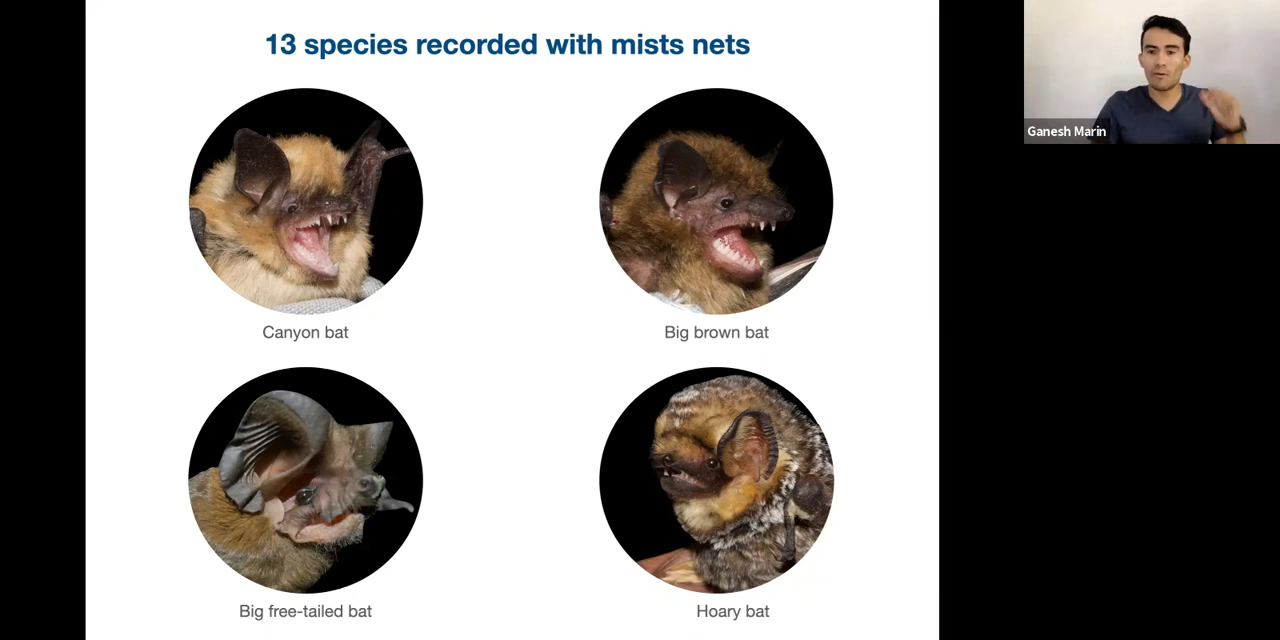 13 species recorded with mists nets
Ganesh Marin
Canyon bat
Big brown bat
Big free-tailed bat
Hoary bat